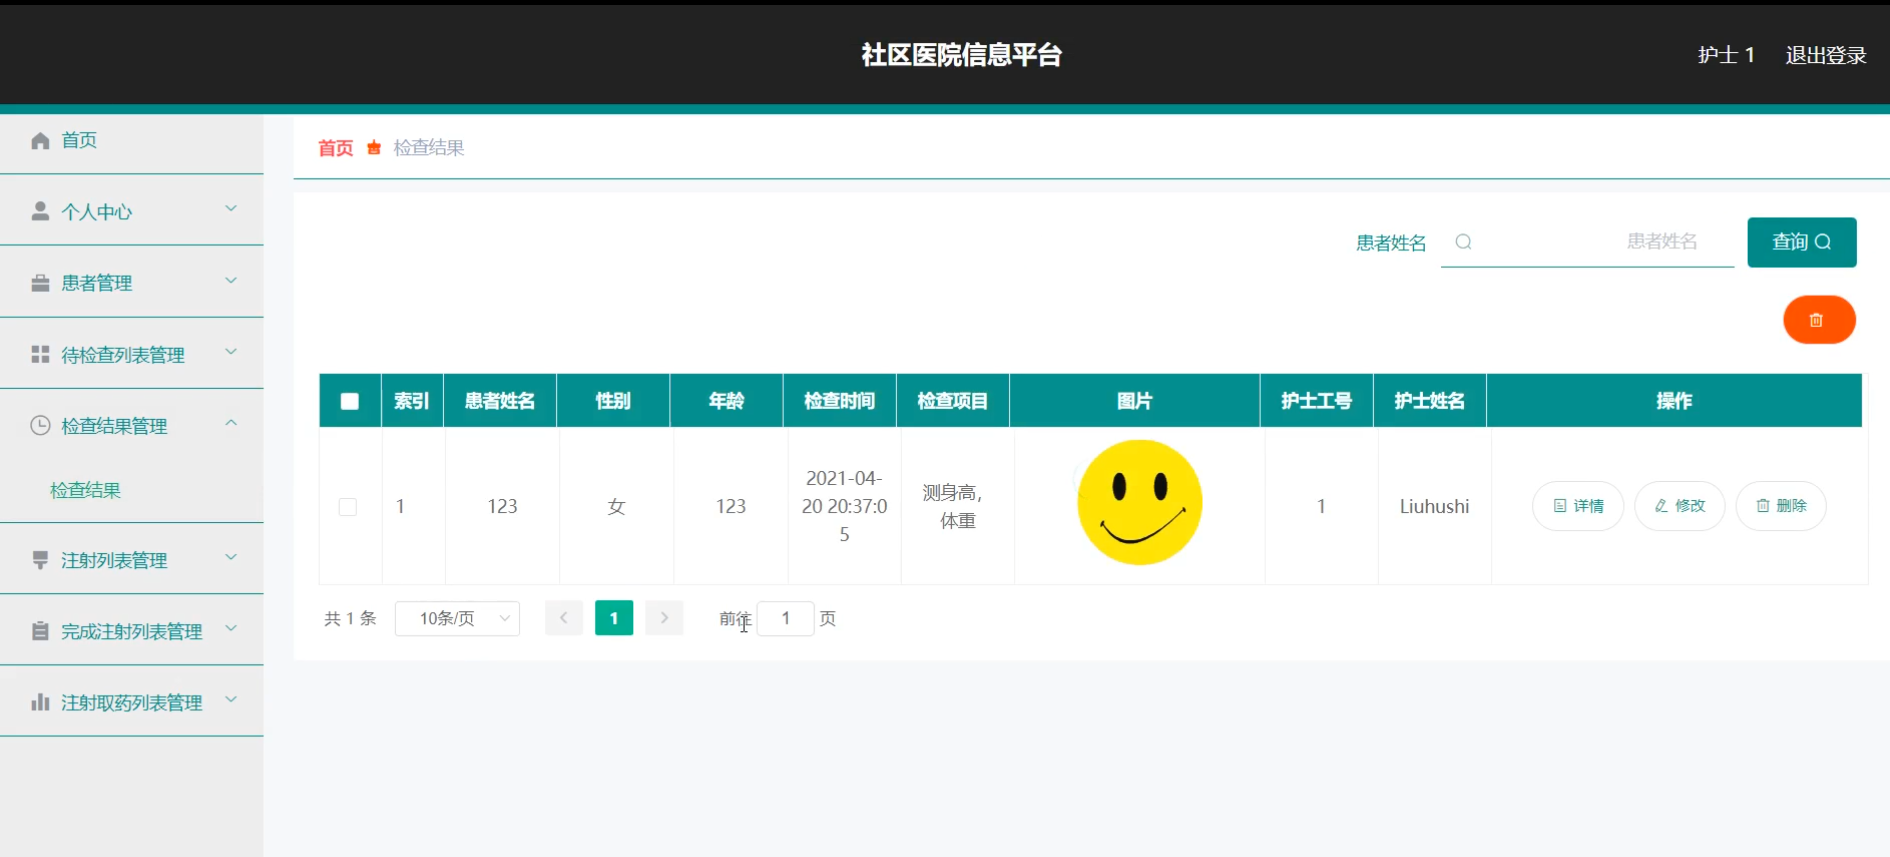 社区医院信息平台
护士 1
退出登录
首页
个人中心
患者管理
待检查列表管理
检查结果管理
检查结果
注射列表管理
完成注射列表管理
注射取药列表管理
首页 检查结果
患者姓名 患者姓名 查询
索引 患者姓名 性别 年龄 检查时间 检查项目 图片 护士工号 护士姓名 操作
1 123 女 123
2021-04-
20 20:37:0
5
测身高,
体重
1 Liuhushi 详情 修改 删除
共 1 条 10条/页 1 前往 1 页